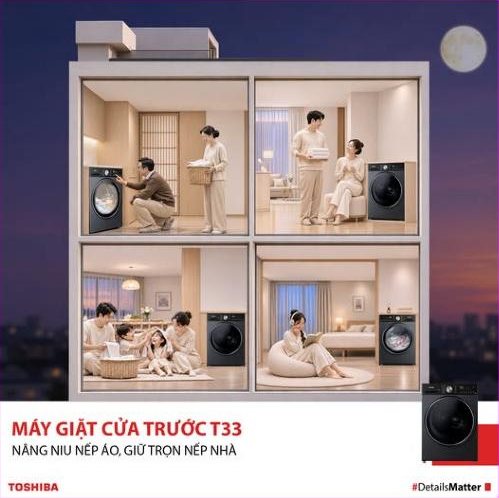 MÁY GIẶT CỬA TRƯỚC T33
NÂNG NIU NẾP ÁO, GIỮ TRỌN NẾP NHÀ
TOSHIBA
#DetailsMatter